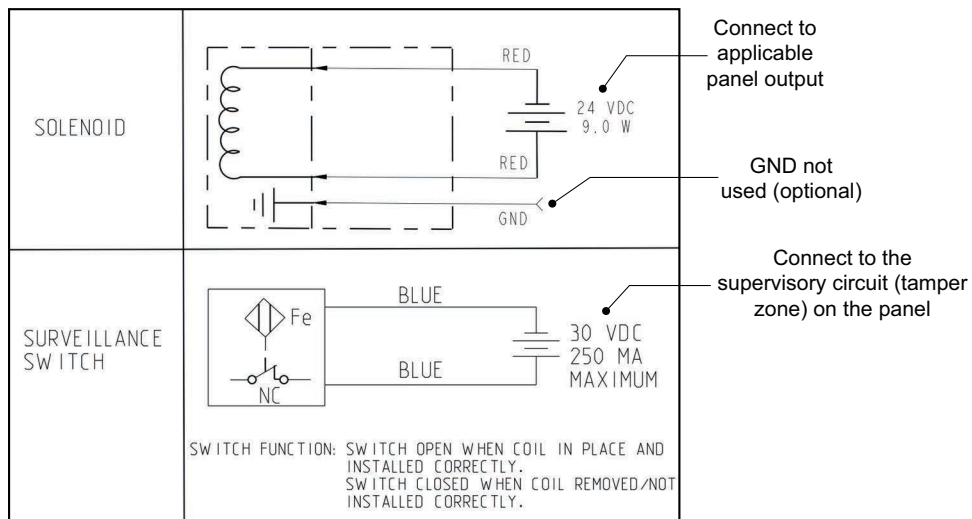 SOLENOID
RED
24 VDC
9.0 W
RED
GND
Connect to
applicable
panel output
GND not
used (optional)
SURVEILLANCE
SWITCH
BLUE
Fe
NC
BLUE
30 VDC
250 MA
MAXIMUM
Connect to the
supervisory circuit (tamper
zone) on the panel
SWITCH FUNCTION: SWITCH OPEN WHEN COIL IN PLACE AND
INSTALLED CORRECTLY.
SWITCH CLOSED WHEN COIL REMOVED/NOT
INSTALLED CORRECTLY.